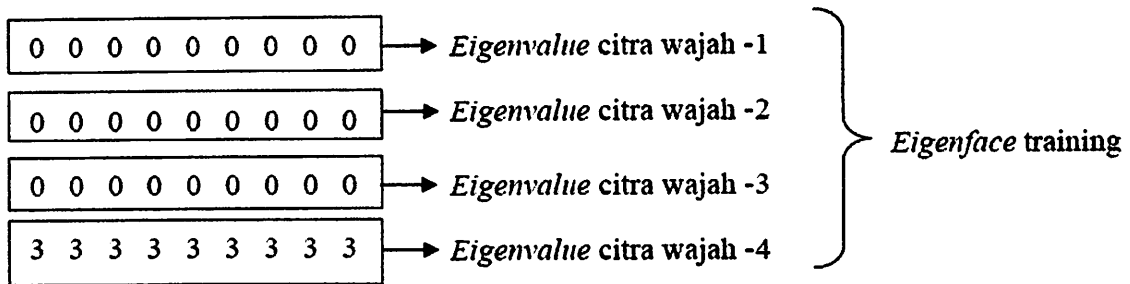 0 0 0 0 0 0 0 0 0 Eigenvalue citra wajah -1
0 0 0 0 0 0 0 0 0 Eigenvalue citra wajah -2
Eigenface training
0 0 0 0 0 0 0 0 0 Eigenvalue citra wajah -3
3 3 3 3 3 3 3 3 3 Eigenvalue citra wajah -4